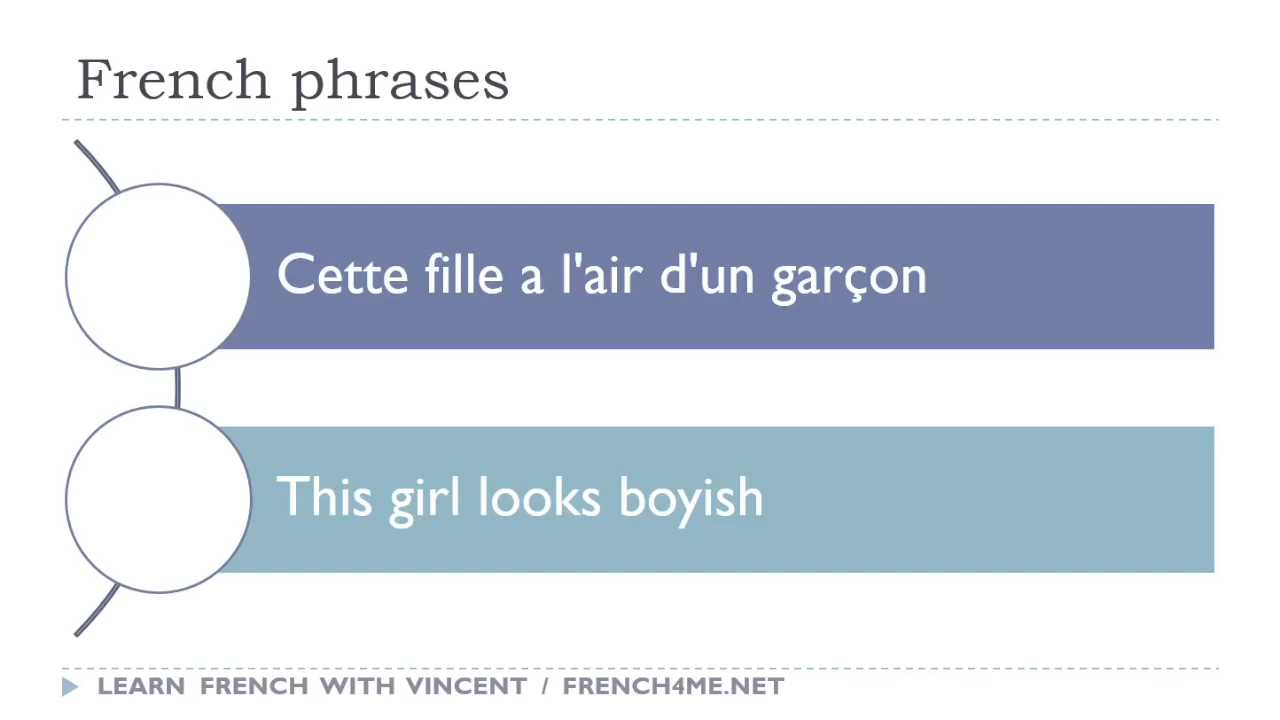 French phrases
Cette fille a l'air d'un garçon
This girl looks boyish
LEARN FRENCH WITH VINCENT / FRENCH4ME.NET